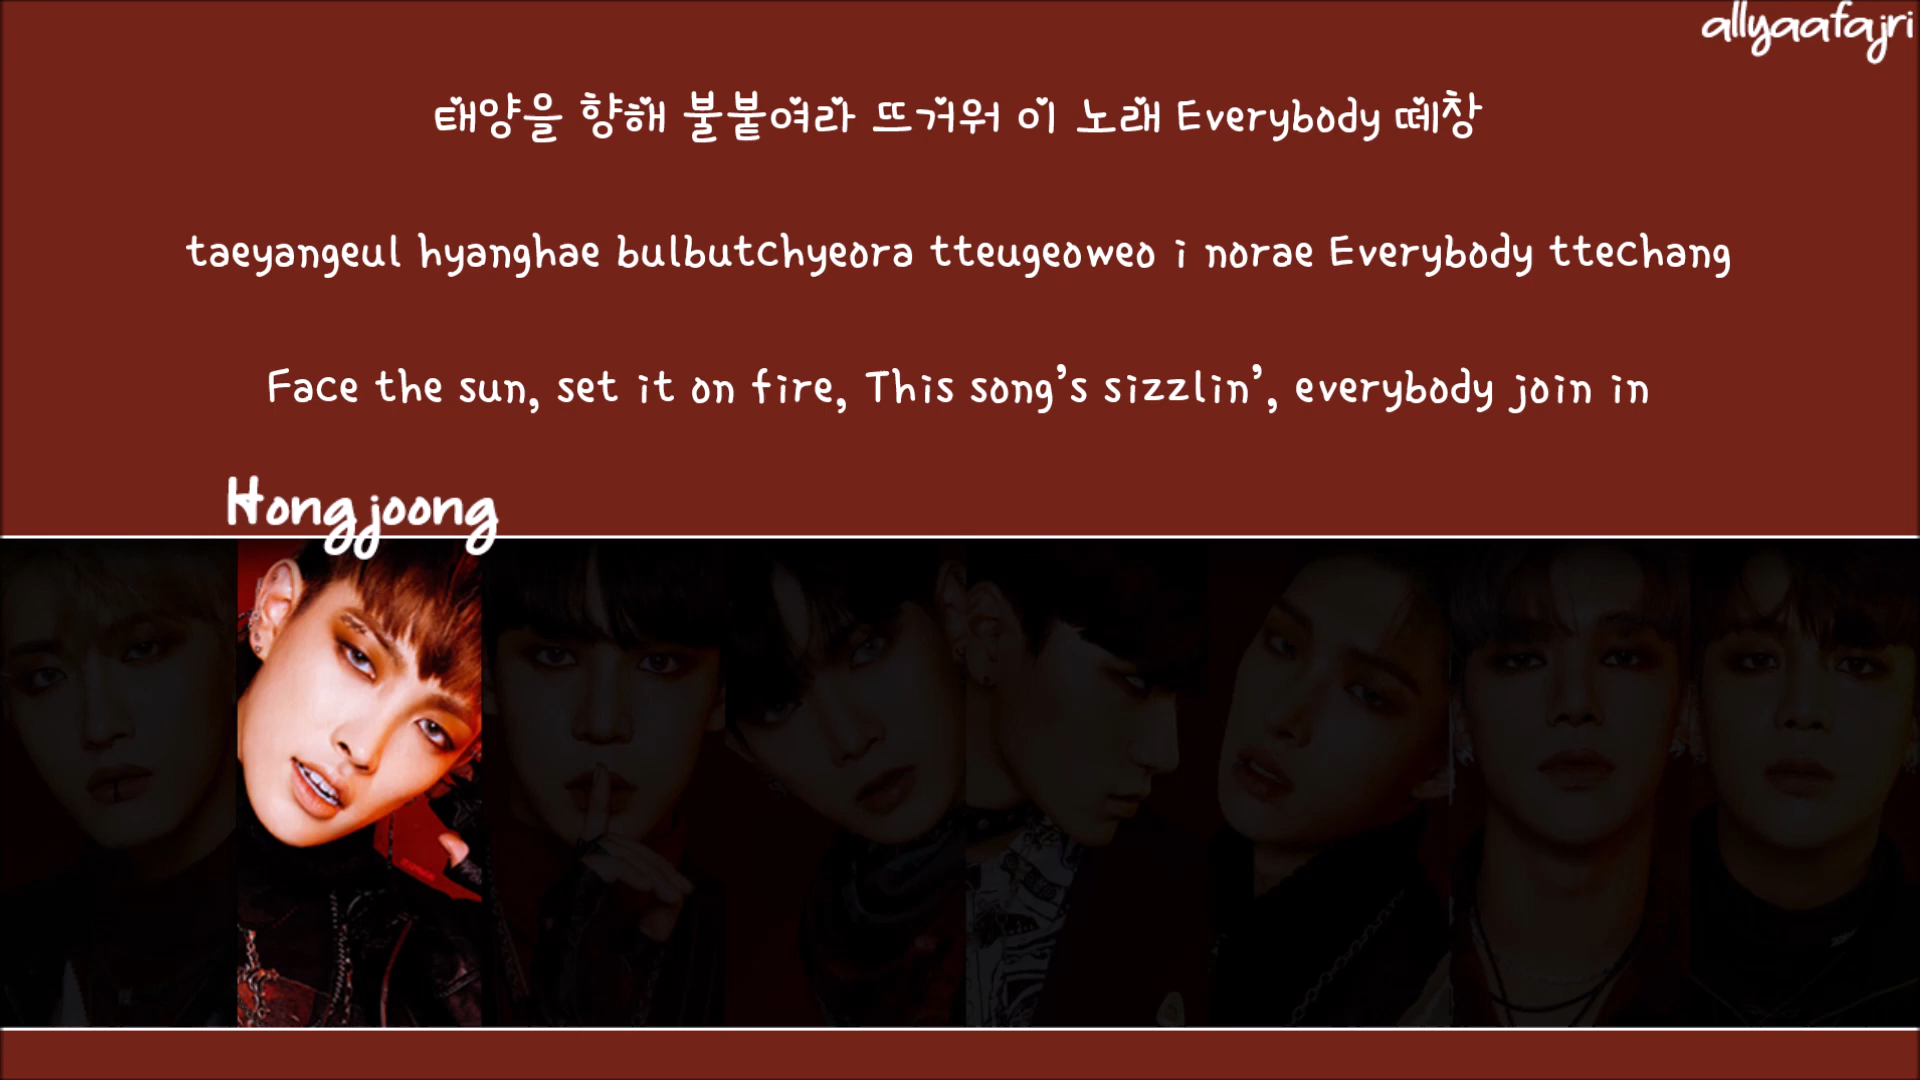 allyaafajri
태양을 향해 불붙여라 뜨거워 이 노래 Everybody 떼창
taeyangeul hyanghae bulbutchyeora tteugeoweo i norae Everybody ttechang
Face the sun, set it on fire, This song’s sizzlin’, everybody join in
Hongjoong